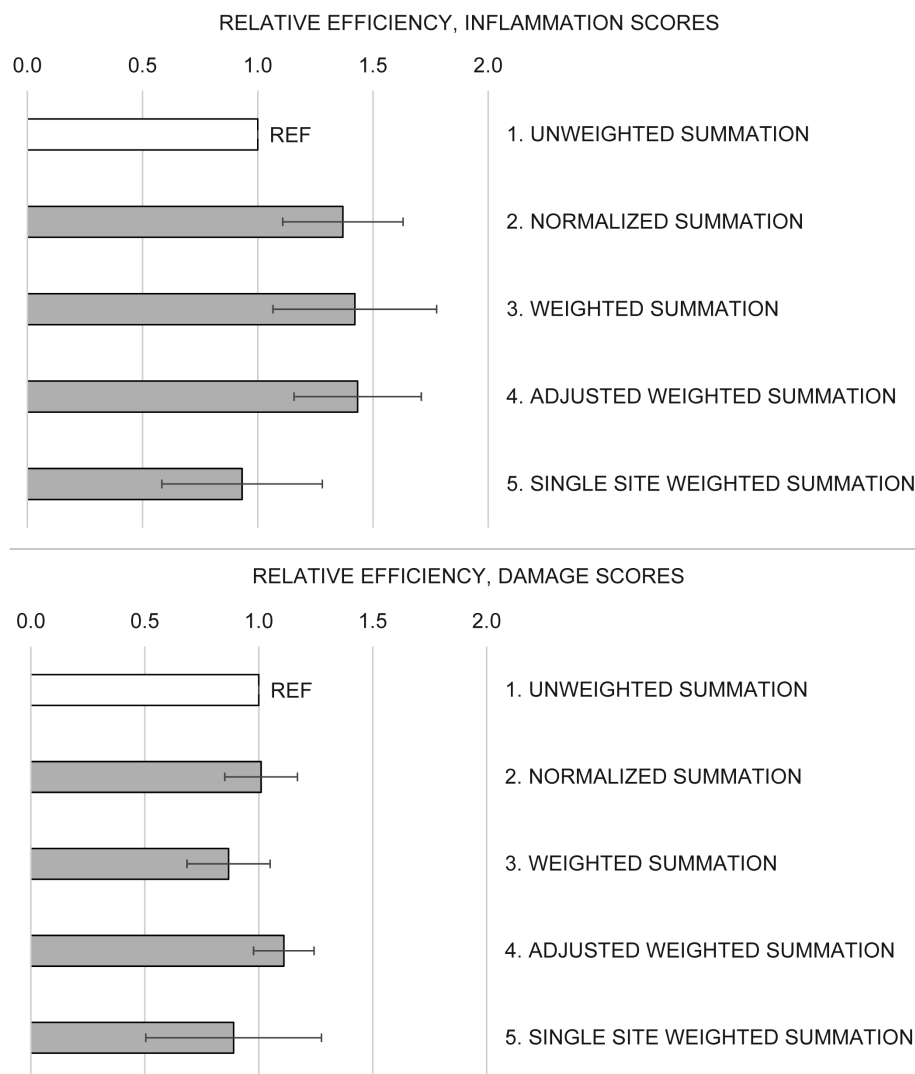 RELATIVE EFFICIENCY, INFLAMMATION SCORES
0.0 0.5 1.0 1.5 2.0
REF 1. UNWEIGHTED SUMMATION
2. NORMALIZED SUMMATION
3. WEIGHTED SUMMATION
4. ADJUSTED WEIGHTED SUMMATION
5. SINGLE SITE WEIGHTED SUMMATION
RELATIVE EFFICIENCY, DAMAGE SCORES
0.0 0.5 1.0 1.5 2.0
REF 1. UNWEIGHTED SUMMATION
2. NORMALIZED SUMMATION
3. WEIGHTED SUMMATION
4. ADJUSTED WEIGHTED SUMMATION
5. SINGLE SITE WEIGHTED SUMMATION